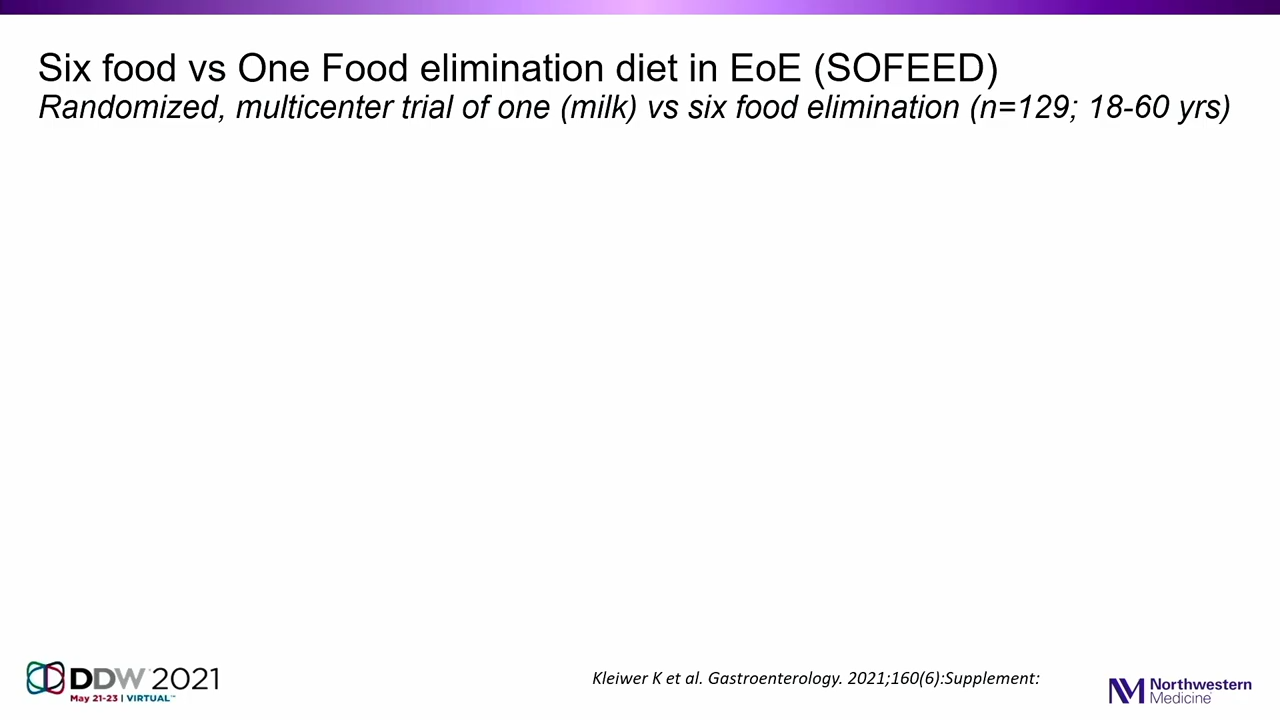 Six food vs One Food elimination diet in EoE (SOFEED)
Randomized, multicenter trial of one (milk) vs six food elimination (n=129; 18-60 yrs)
DDW 2021
May 21-23 | VIRTUAL™
Kleiwer K et al. Gastroenterology. 2021;160(6):Supplement:
Northwestern
Medicine